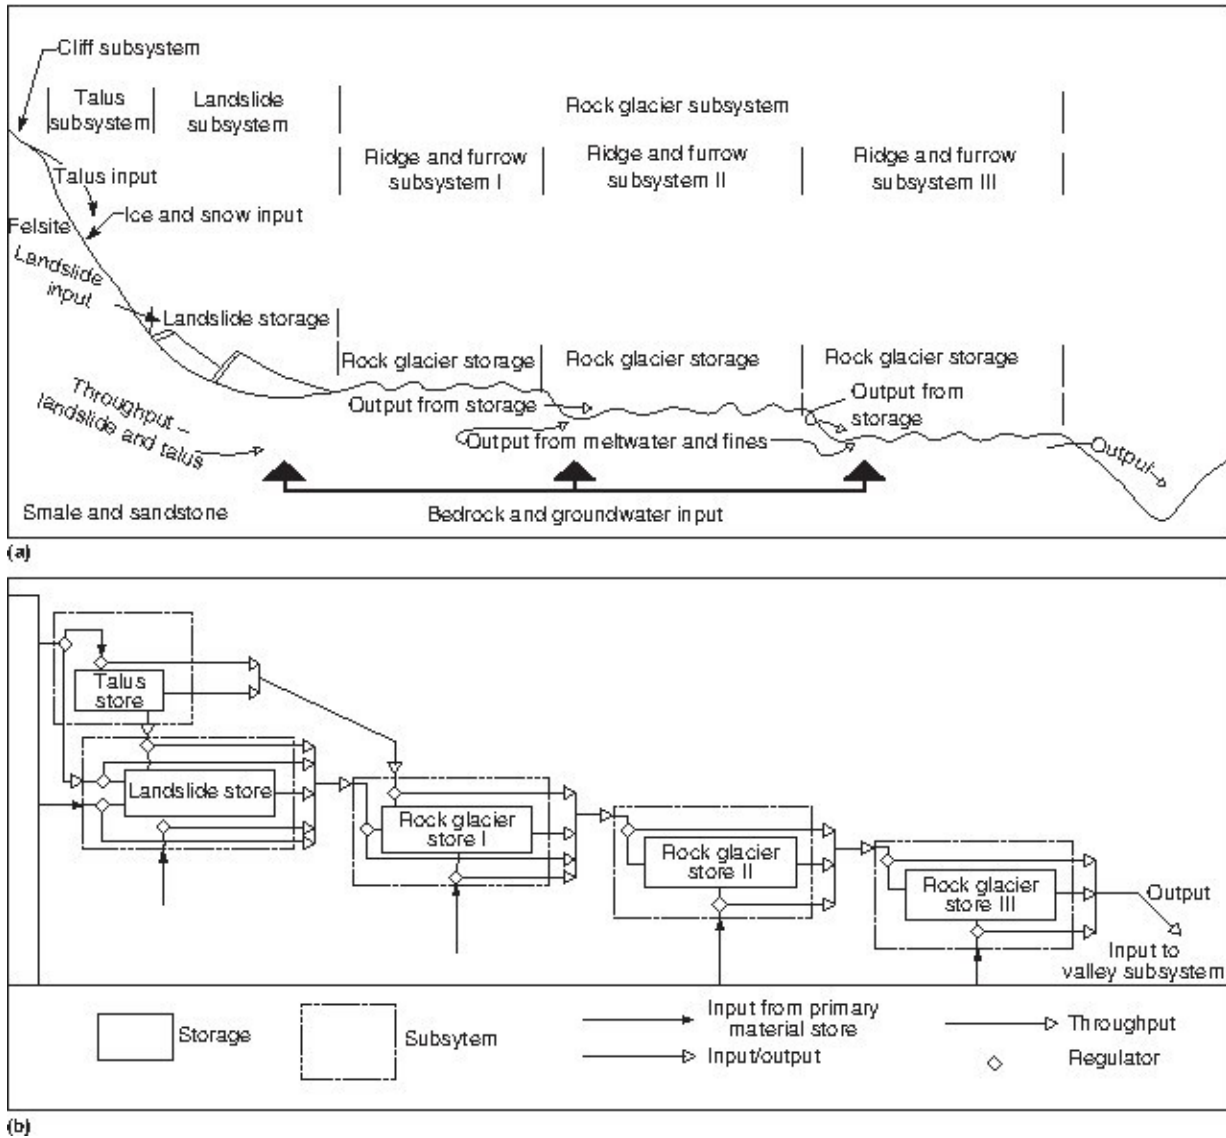 Cliff subsystem
Talus
subsystem
Landslide
subsystem
Rock glacier subsystem
Ridge and furrow
subsystem I
Ridge and furrow
subsystem II
Ridge and furrow
subsystem III
Talus input
Ice and snow input
Felsite
Landslide
input
Landslide storage
Rock glacier storage
Rock glacier storage
Rock glacier storage
Throughput –
landslide and talus
Output from storage
Output from
storage
Output from meltwater and fines
Output
Smale and sandstone
Bedrock and groundwater input
(a)
Talus
store
Landslide store
Rock glacier
store I
Rock glacier
store II
Rock glacier
store III
Output
Input to
valley subsystem
Storage
Subsytem
Input from primary
material store
Input/output
Throughput
Regulator
(b)